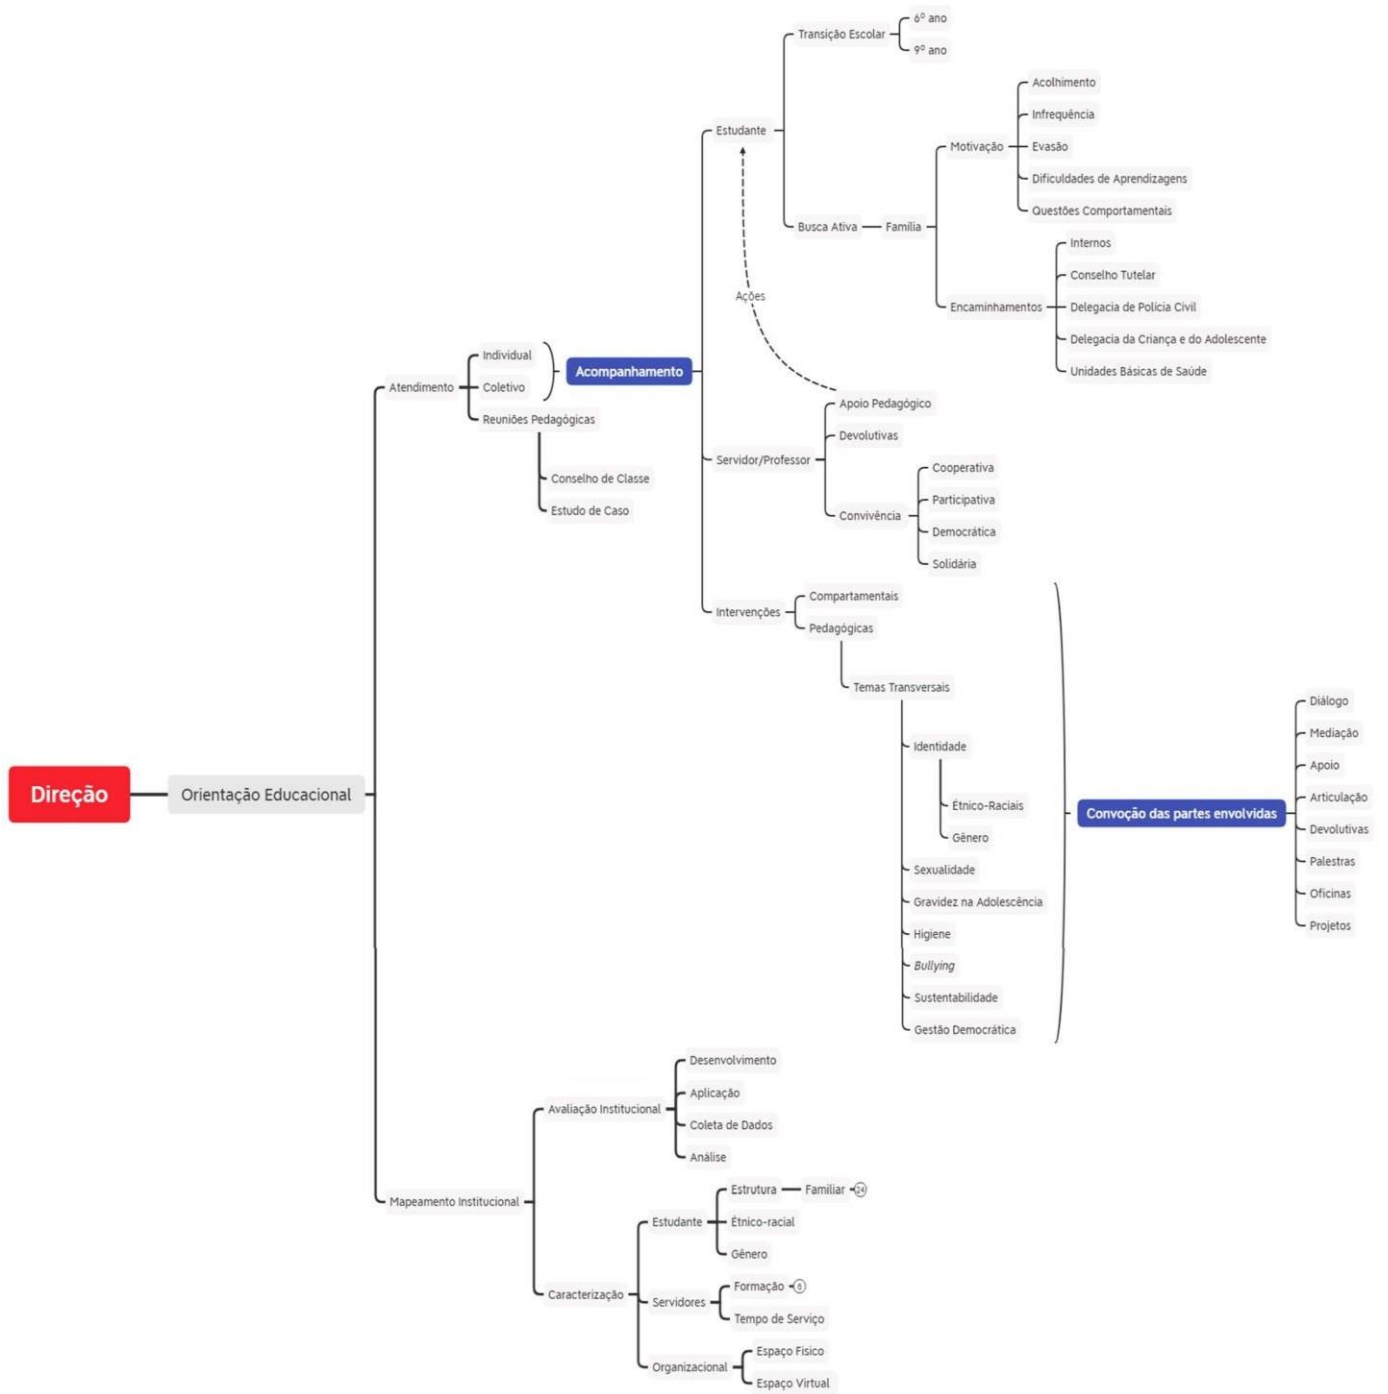 Direção
Orientação Educacional
Atendimento
Individual
Coletivo
Reuniões Pedagógicas
Conselho de Classe
Estudo de Caso
Acompanhamento
Estudante
Transição Escolar
6º ano
9º ano
Busca Ativa
Família
Motivação
Acolhimento
Infrequência
Evasão
Dificuldades de Aprendizagens
Questões Comportamentais
Encaminhamentos
Internos
Conselho Tutelar
Delegacia de Polícia Civil
Delegacia da Criança e do Adolescente
Unidades Básicas de Saúde
Ações
Servidor/Professor
Apoio Pedagógico
Devolutivas
Convivência
Cooperativa
Participativa
Democrática
Solidária
Intervenções
Compartamentais
Pedagógicas
Temas Transversais
Identidade
Étnico-Raciais
Gênero
Sexualidade
Gravidez na Adolescência
Higiene
Bullying
Sustentabilidade
Gestão Democrática
Convoção das partes envolvidas
Diálogo
Mediação
Apoio
Articulação
Devolutivas
Palestras
Oficinas
Projetos
Mapeamento Institucional
Avaliação Institucional
Desenvolvimento
Aplicação
Coleta de Dados
Análise
Caracterização
Estudante
Estrutura
Familiar
24
Étnico-racial
Gênero
Servidores
Formação
Tempo de Serviço
Organizacional
Espaço Fisico
Espaço Virtual